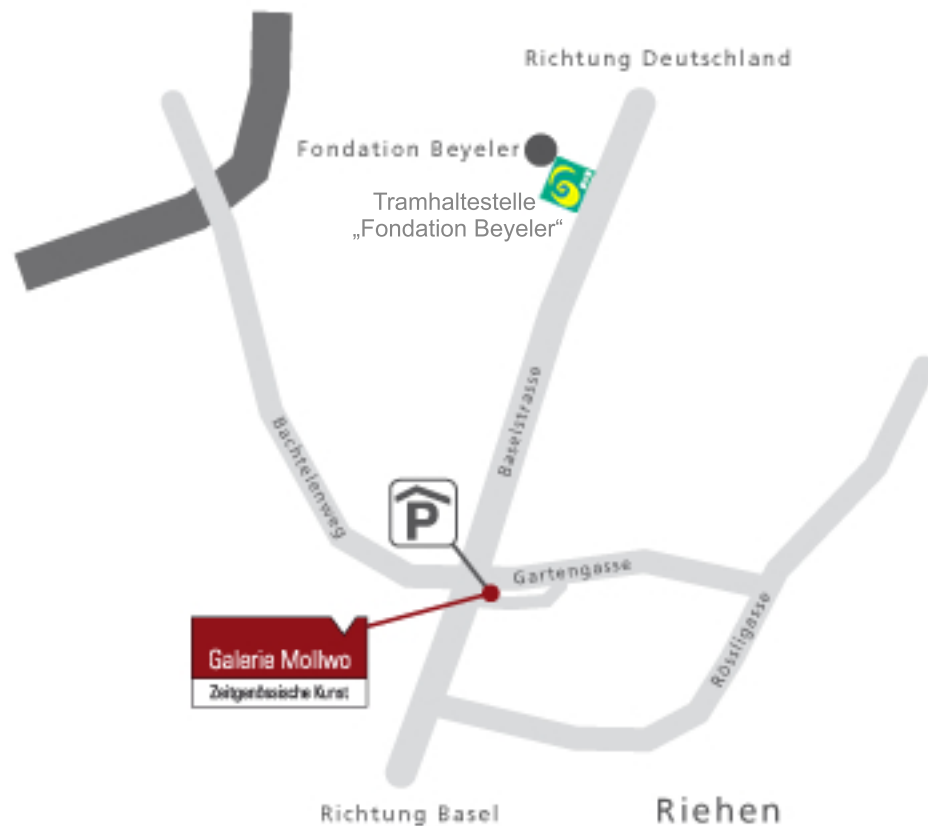 Richtung Deutschland
Fondation Beyeler
Tramhaltestelle
„Fondation Beyeler“
Baselstrasse
Bachtelenweg
P
Gartengasse
Rössligasse
Galerie Mollwo
Zeitgenössische Kunst
Richtung Basel
Riehen